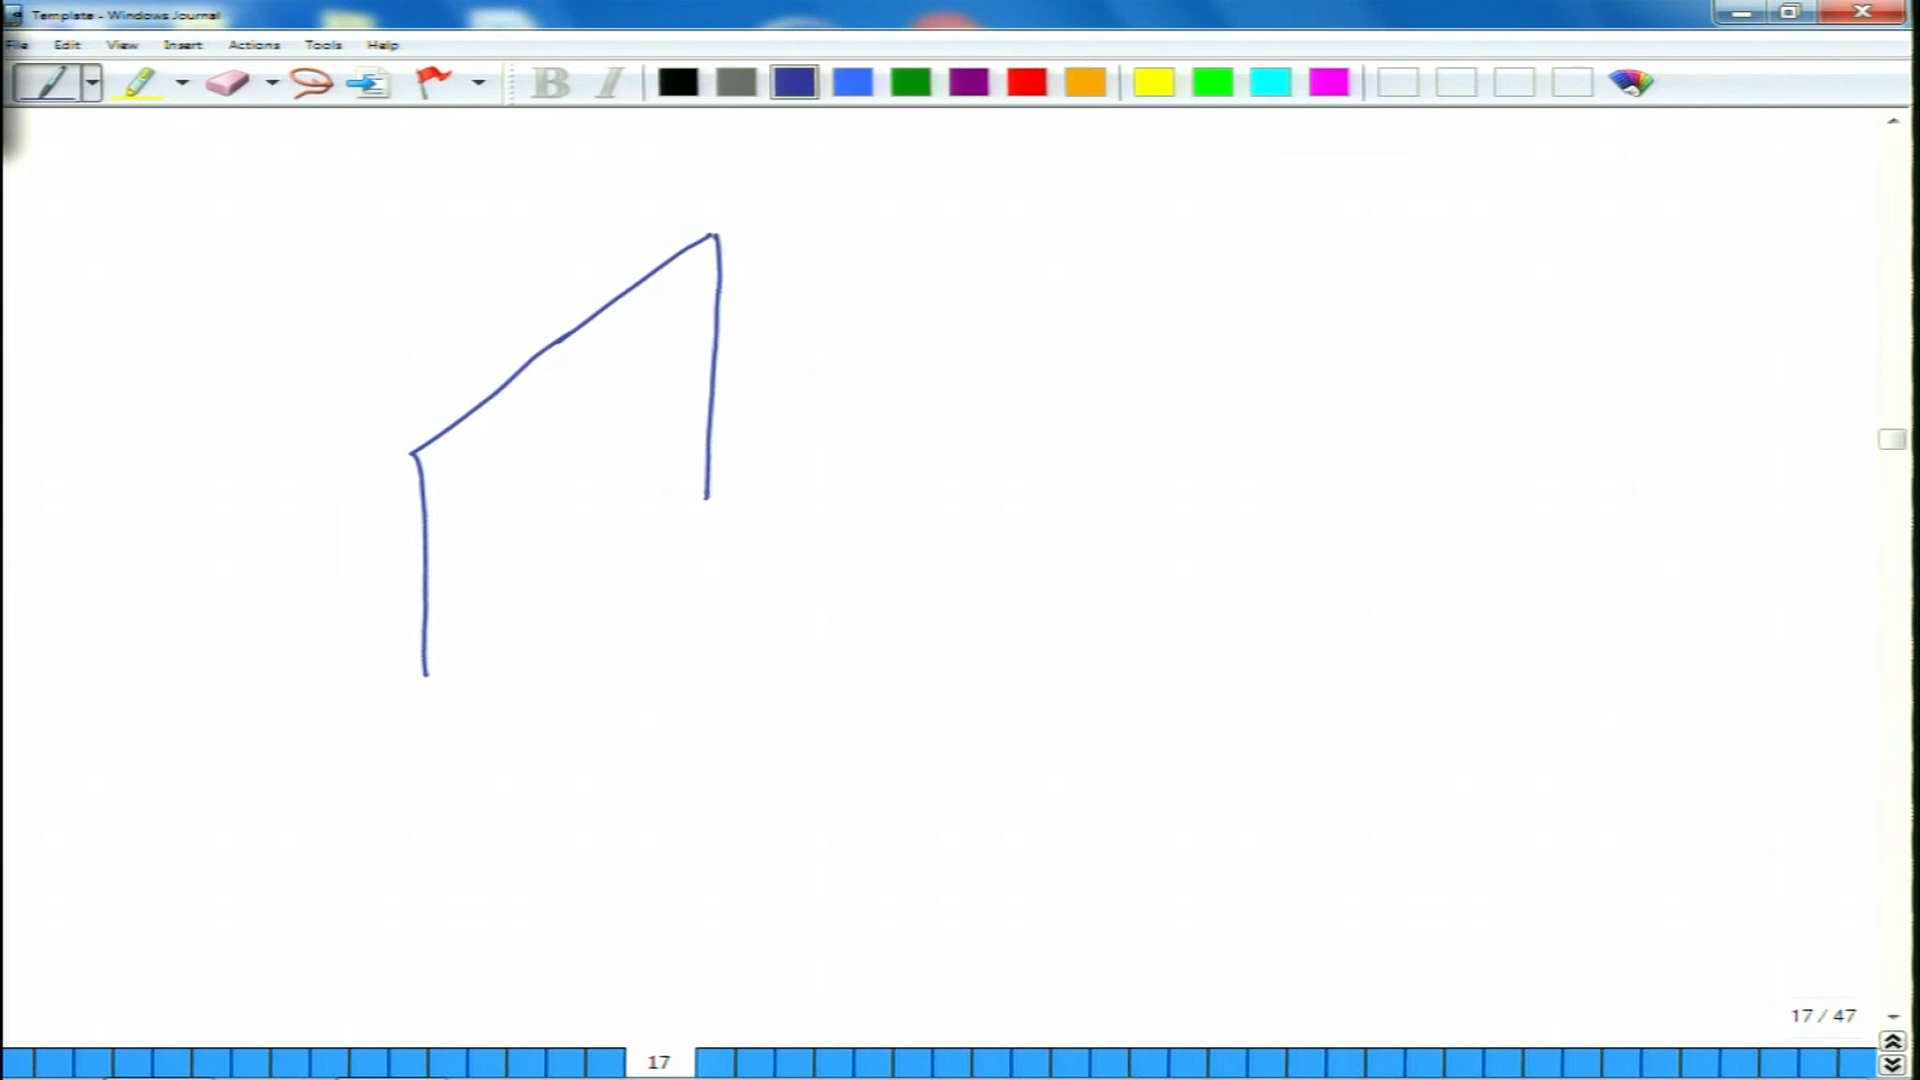 Template - Windows Journal
File Edit View Insert Actions Tools Help
B I
17 / 47
17